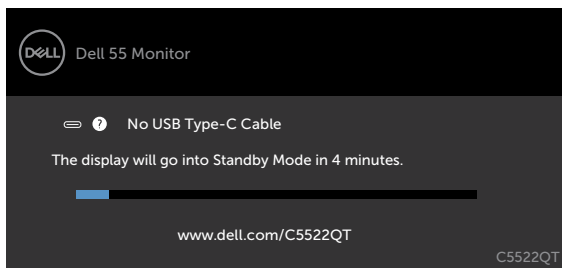 DELL
Dell 55 Monitor
? No USB Type-C Cable
The display will go into Standby Mode in 4 minutes.
www.dell.com/C5522QT
C5522QT